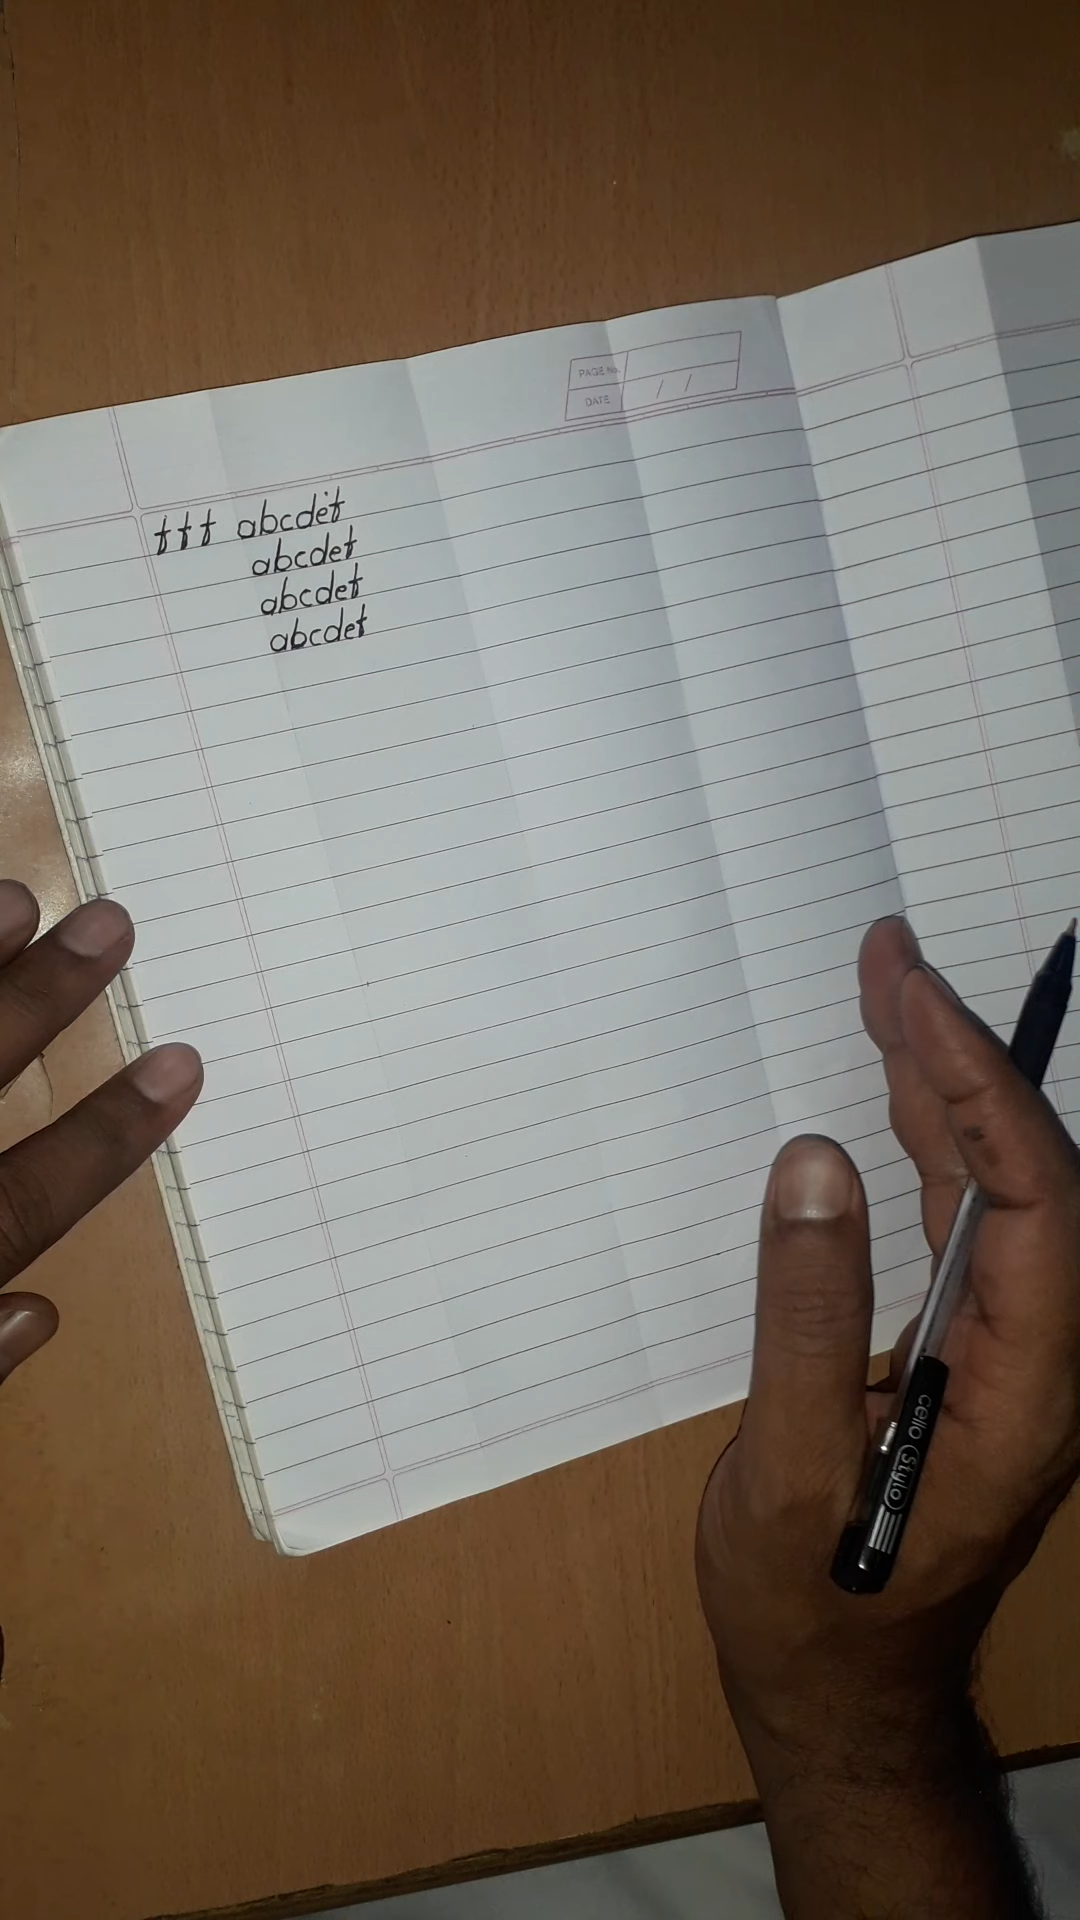 PAGE No.
DATE / /
f f f abcdef
abcdef
abcdef
abcdef
cello Stylo